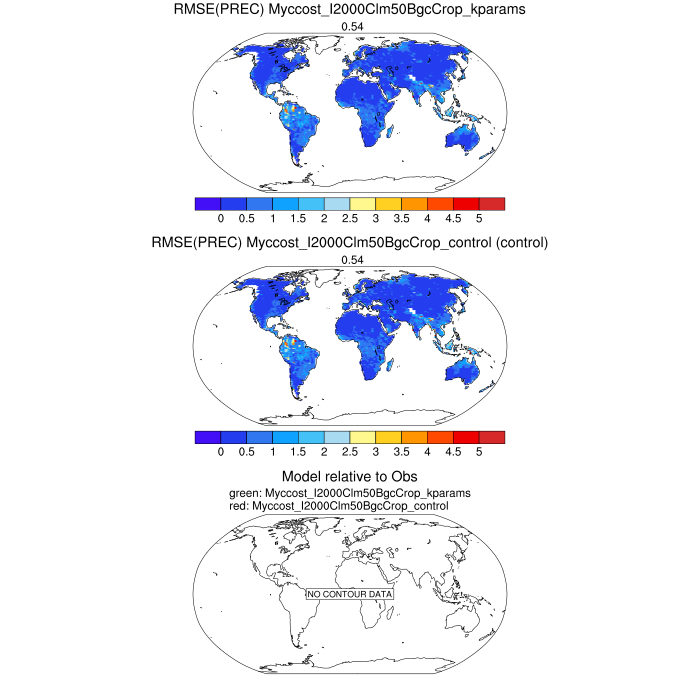 RMSE(PREC) Myccost_I2000Clm50BgcCrop_kparams
0.54
0 0.5 1 1.5 2 2.5 3 3.5 4 4.5 5
RMSE(PREC) Myccost_I2000Clm50BgcCrop_control (control)
0.54
0 0.5 1 1.5 2 2.5 3 3.5 4 4.5 5
Model relative to Obs
green: Myccost_I2000Clm50BgcCrop_kparams
red: Myccost_I2000Clm50BgcCrop_control
NO CONTOUR DATA